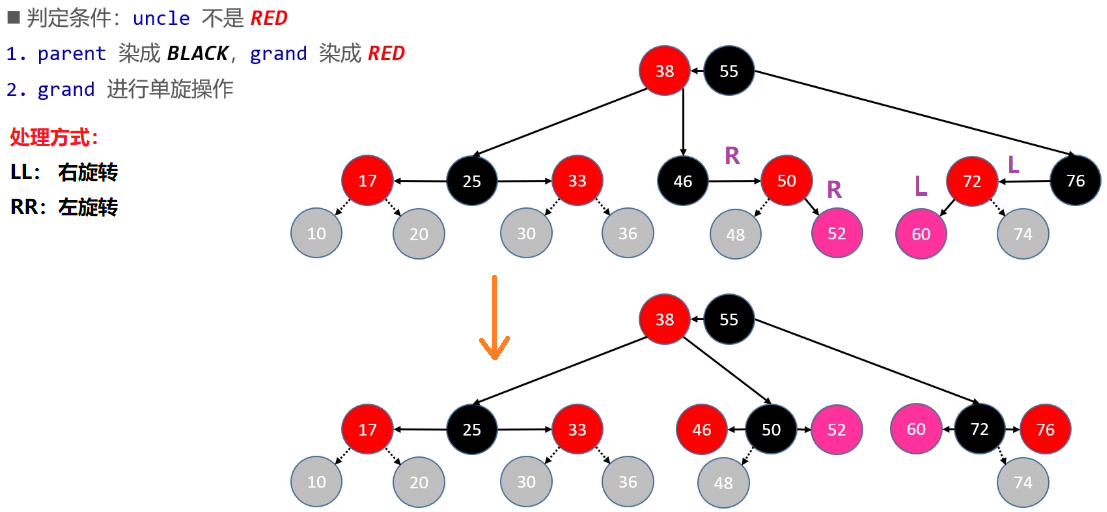 ■ 判定条件：uncle 不是 RED
1. parent 染成 BLACK，grand 染成 RED
2. grand 进行单旋操作
处理方式：
LL： 右旋转
RR：左旋转
38 55
R L
17 25 33 46 50 72 76
R L
10 20 30 36 48 52 60 74
38 55
17 25 33 46 50 52 60 72 76
10 20 30 36 48 74